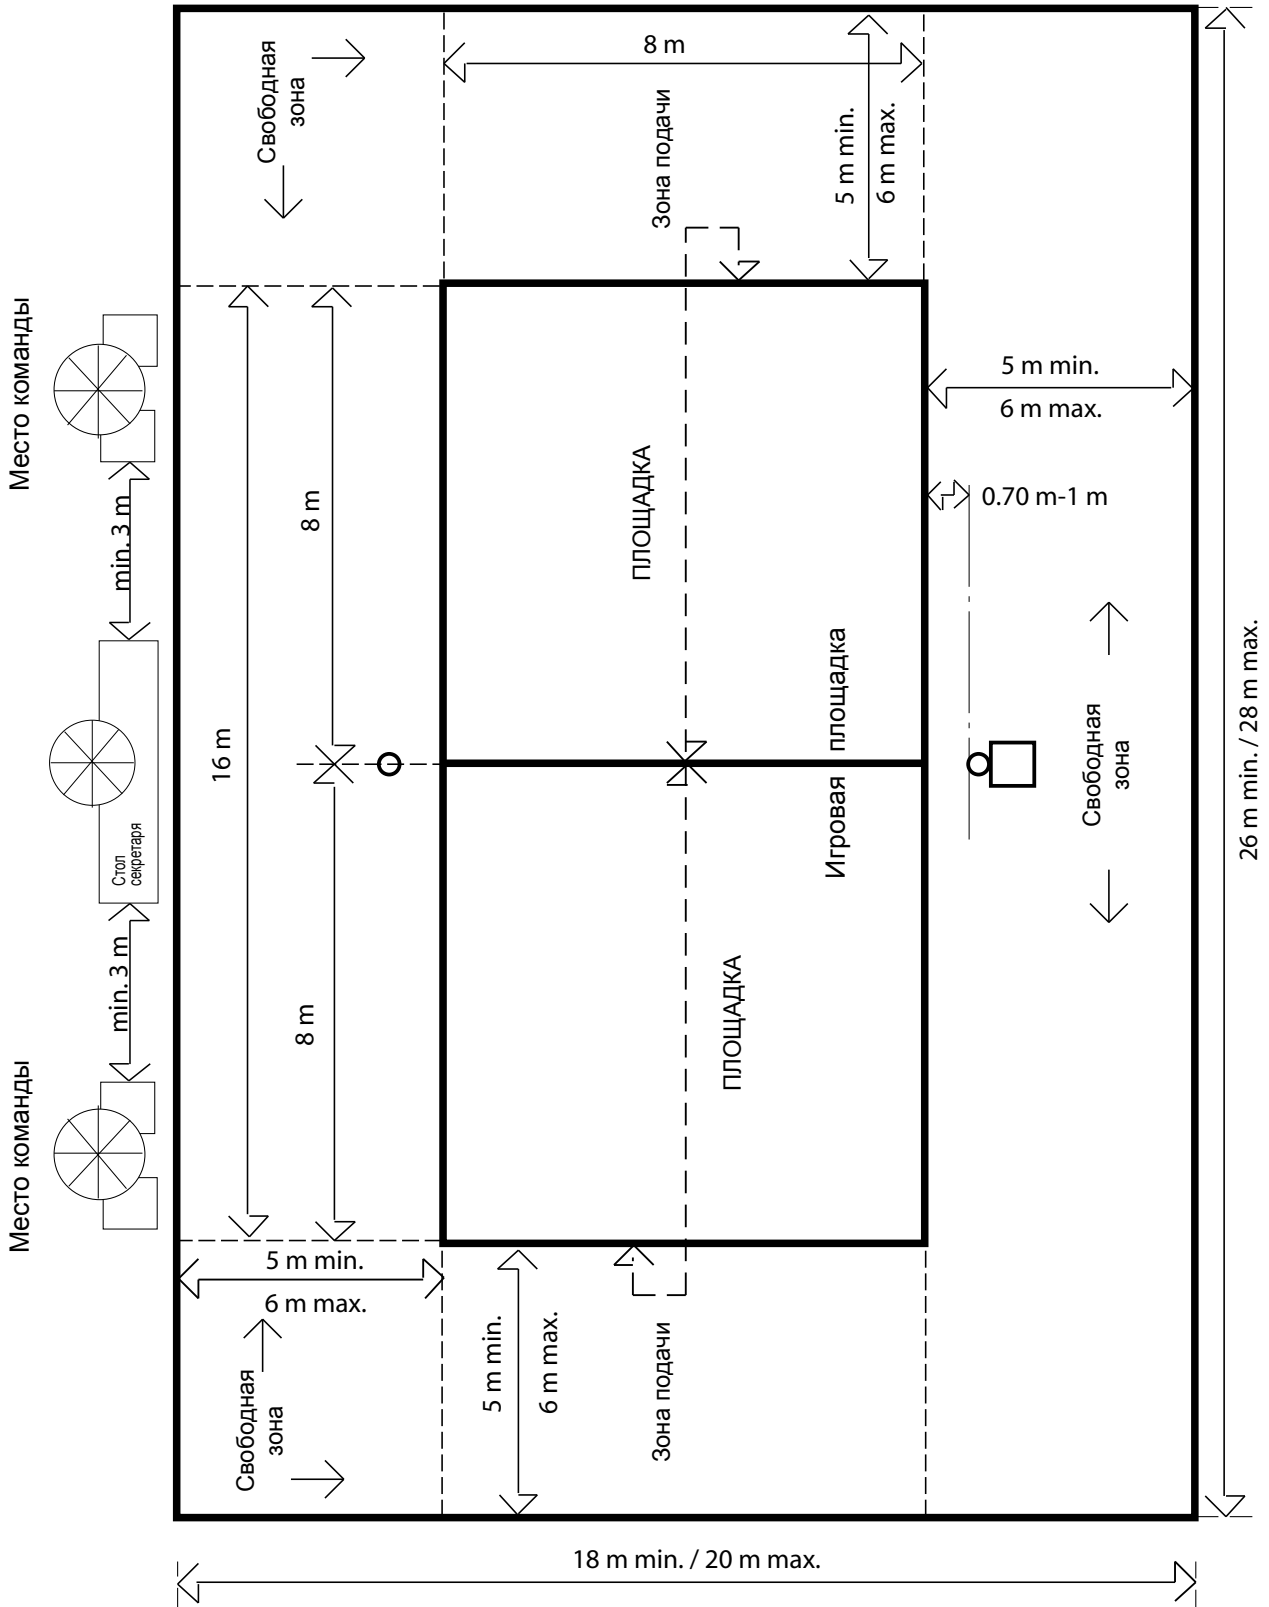 Место команды
Место команды
min. 3 m
min. 3 m
Стол
секретаря
Свободная
зона
8 m
Зона подачи
5 m min.
6 m max.
16 m
8 m
8 m
ПЛОЩАДКА
ПЛОЩАДКА
Игровая площадка
5 m min.
6 m max.
0.70 m-1 m
Свободная
зона
26 m min. / 28 m max.
5 m min.
6 m max.
Свободная
зона
5 m min.
6 m max.
Зона подачи
18 m min. / 20 m max.